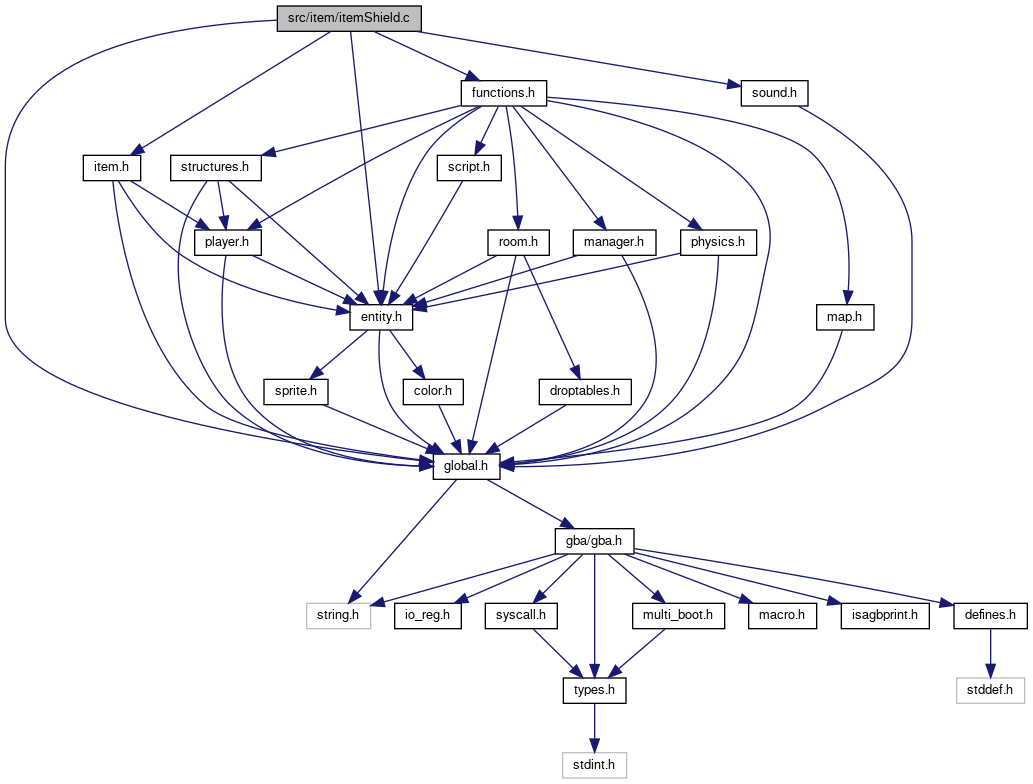 src/item/itemShield.c
functions.h
sound.h
item.h
structures.h
script.h
player.h
room.h
manager.h
physics.h
entity.h
map.h
sprite.h
color.h
droptables.h
global.h
gba/gba.h
string.h
io_reg.h
syscall.h
multi_boot.h
macro.h
isagbprint.h
defines.h
types.h
stddef.h
stdint.h